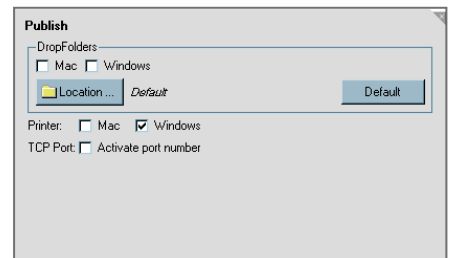 Publish
DropFolders
Mac Windows
Location ... Default Default
Printer: Mac Windows
TCP Port: Activate port number